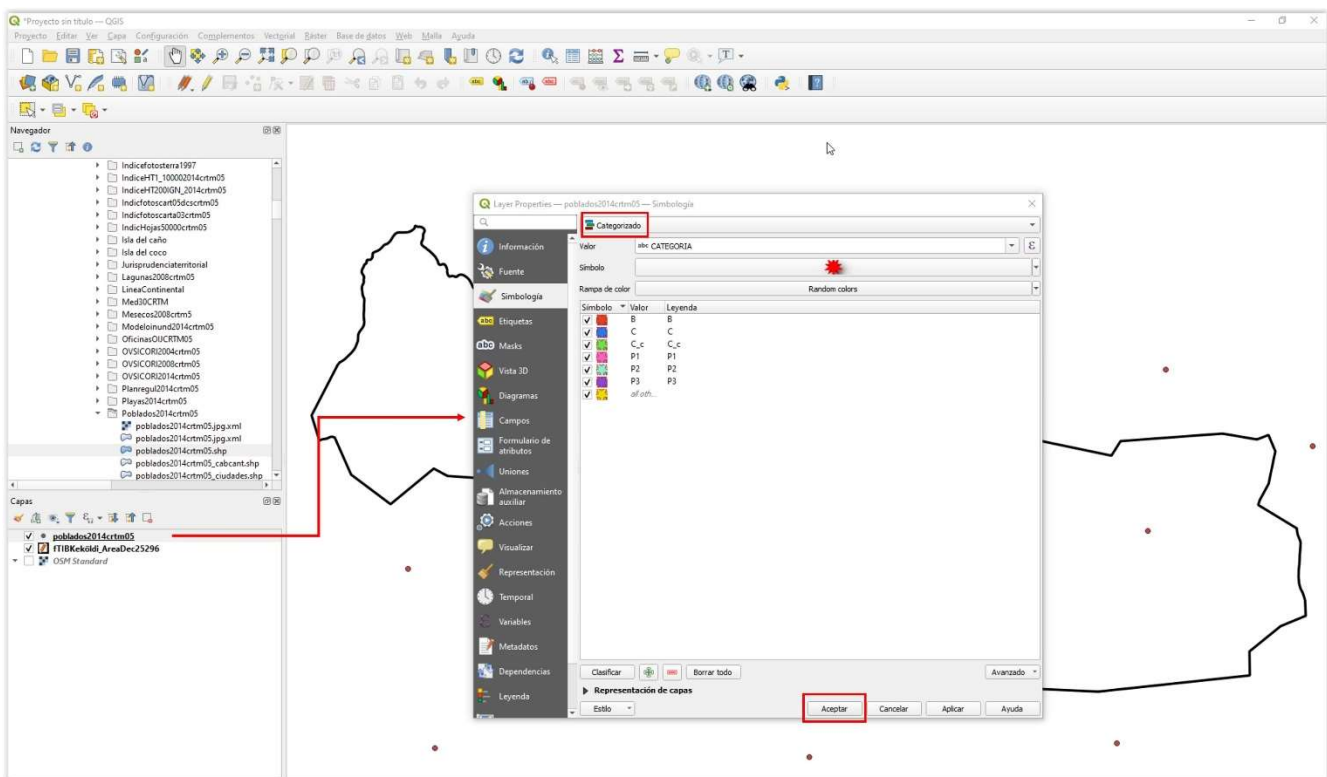 *Proyecto sin título — QGIS
Proyecto Editar Ver Capa Configuración Complementos Vectorial Ráster Base de datos Web Malla Ayuda
Navegador
Indicefotosterra1997
IndiceHT1_100002014crtm05
IndiceHT200IGN_2014crtm05
Indicfotoscart05dcscrtm05
Indicfotoscarta03crtm05
IndicHojas50000crtm05
Isla del caño
Isla del coco
Jurisprudenciaterritorial
Lagunas2008crtm05
LineaContinental
Med30CRTM
Mesecos2008crtm5
Modeloinund2014crtm05
OficinasOIJCRTM05
OVSICORI2004crtm05
OVSICORI2008crtm05
OVSICORI2014crtm05
Planregul2014crtm05
Playas2014crtm05
Poblados2014crtm05
poblados2014crtm05.jpg.xml
poblados2014crtm05.jpg.xml
poblados2014crtm05.shp
poblados2014crtm05_cabcant.shp
poblados2014crtm05_ciudades.shp
Capas
poblados2014crtm05
fTIBKeköldi_AreaDec25296
OSM Standard
Layer Properties — poblados2014crtm05 — Simbología
Información
Fuente
Simbología
Etiquetas
Masks
Vista 3D
Diagramas
Campos
Formulario de
atributos
Uniones
Almacenamiento
auxiliar
Acciones
Visualizar
Representación
Temporal
Variables
Metadatos
Dependencias
Leyenda
Categorizado
Valor abc CATEGORIA
Símbolo
Rampa de color Random colors
Símbolo Valor Leyenda
B B
C C
C_c C_c
P1 P1
P2 P2
P3 P3
all oth...
Clasificar Borrar todo Avanzado
Representación de capas
Estilo Aceptar Cancelar Aplicar Ayuda